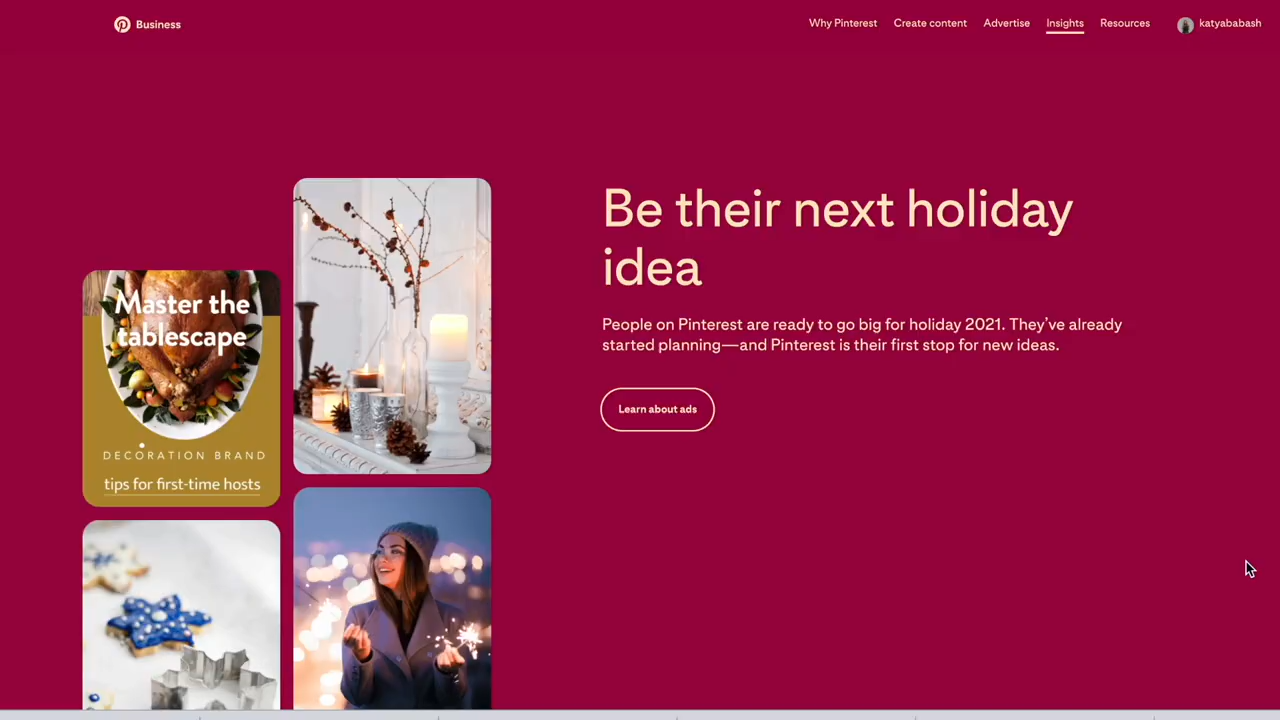 Business
Why Pinterest
Create content
Advertise
Insights
Resources
katyababash
Be their next holiday
idea
People on Pinterest are ready to go big for holiday 2021. They’ve already
started planning—and Pinterest is their first stop for new ideas.
Learn about ads
Master the
tablescape
DECORATION BRAND
tips for first-time hosts